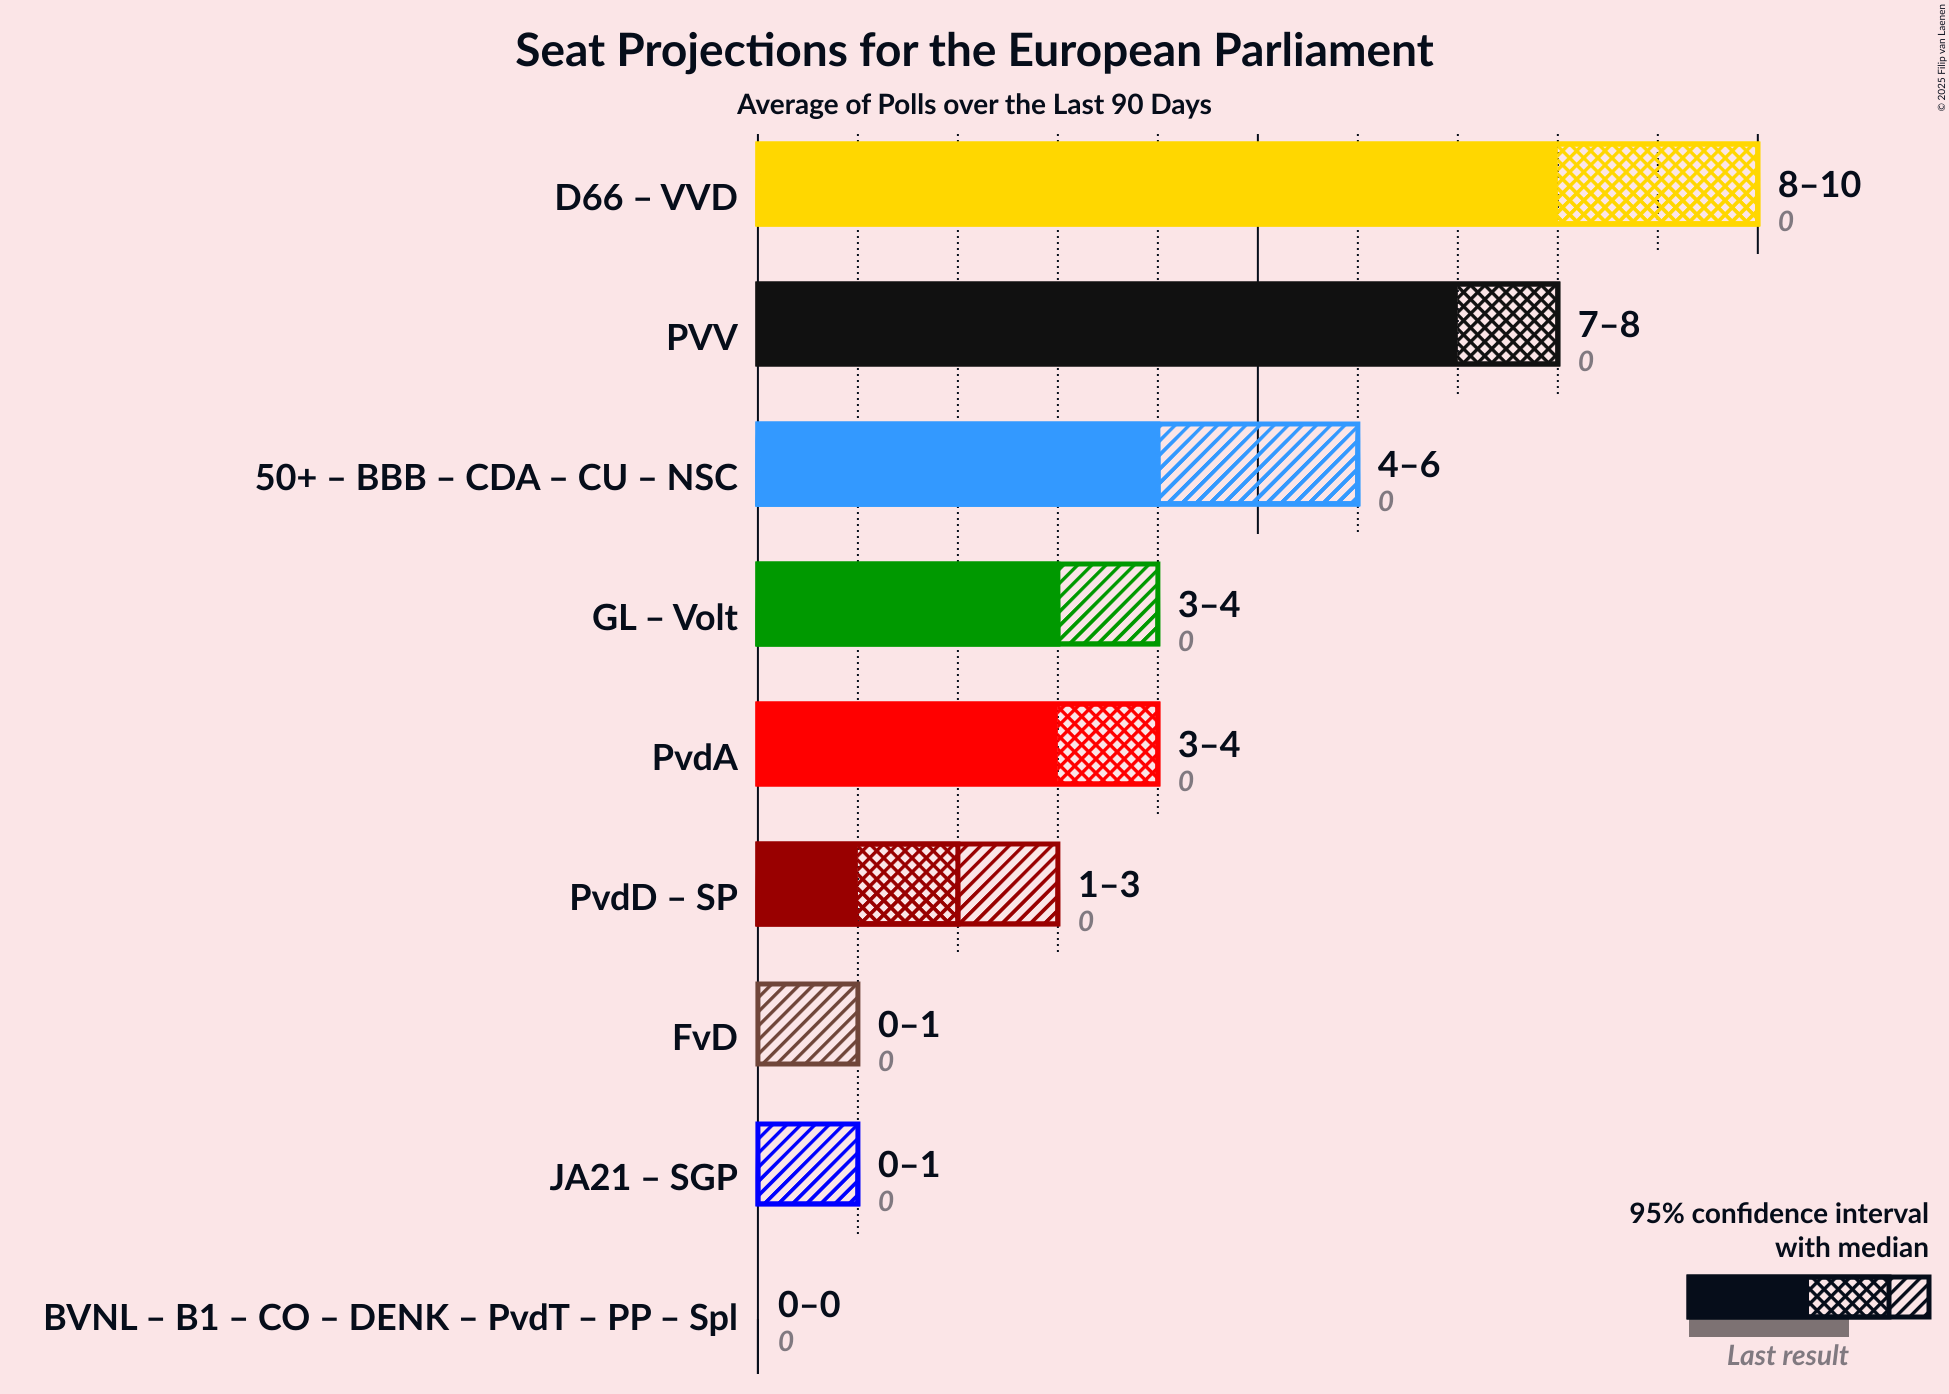 Seat Projections for the European Parliament
Average of Polls over the Last 90 Days
© 2025 Filip van Laenen
D66 – VVD
8–10
0
PVV
7–8
0
50+ – BBB – CDA – CU – NSC
4–6
0
GL – Volt
3–4
0
PvdA
3–4
0
PvdD – SP
1–3
0
FvD
0–1
0
JA21 – SGP
0–1
0
BVNL – B1 – CO – DENK – PvdT – PP – Spl
0–0
0
95% confidence interval
with median
Last result